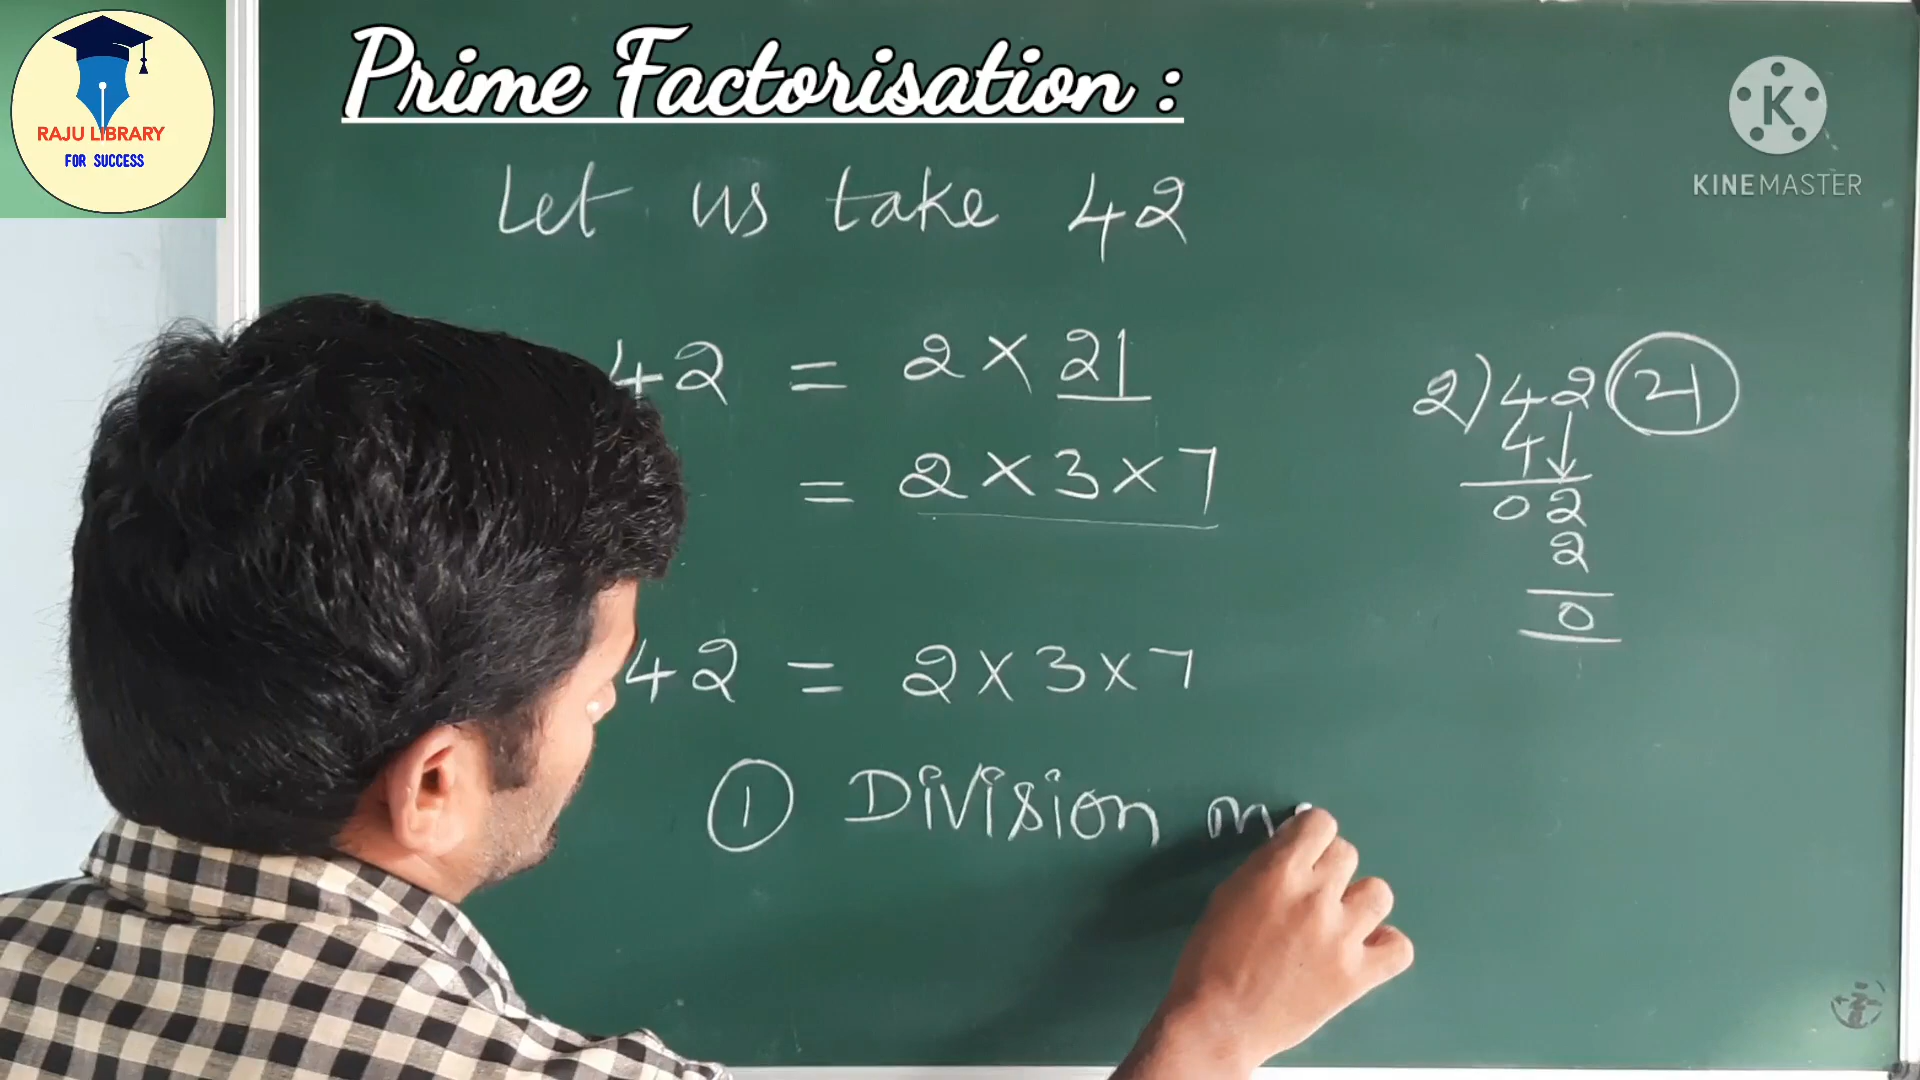 RAJU LIBRARY
FOR SUCCESS
Prime Factorisation :
K
KINEMASTER
Let us take 42
42 = 2 × 21
= 2 × 3 × 7
42 = 2 × 3 × 7
1 Division m
2) 42 ( 21
4
02
2
0